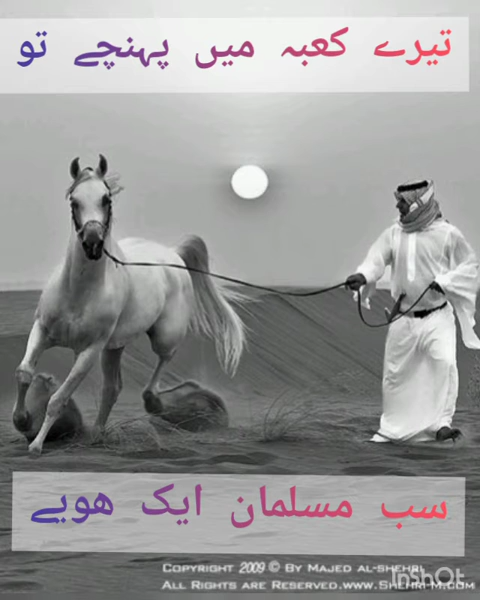 تیرے کعبہ میں پہنچے تو
سب مسلمان ایک ھویے
Copyright 2009 © By Majed al-shehri
All Rights are Reserved.www.Shehri-M.com
InShOt